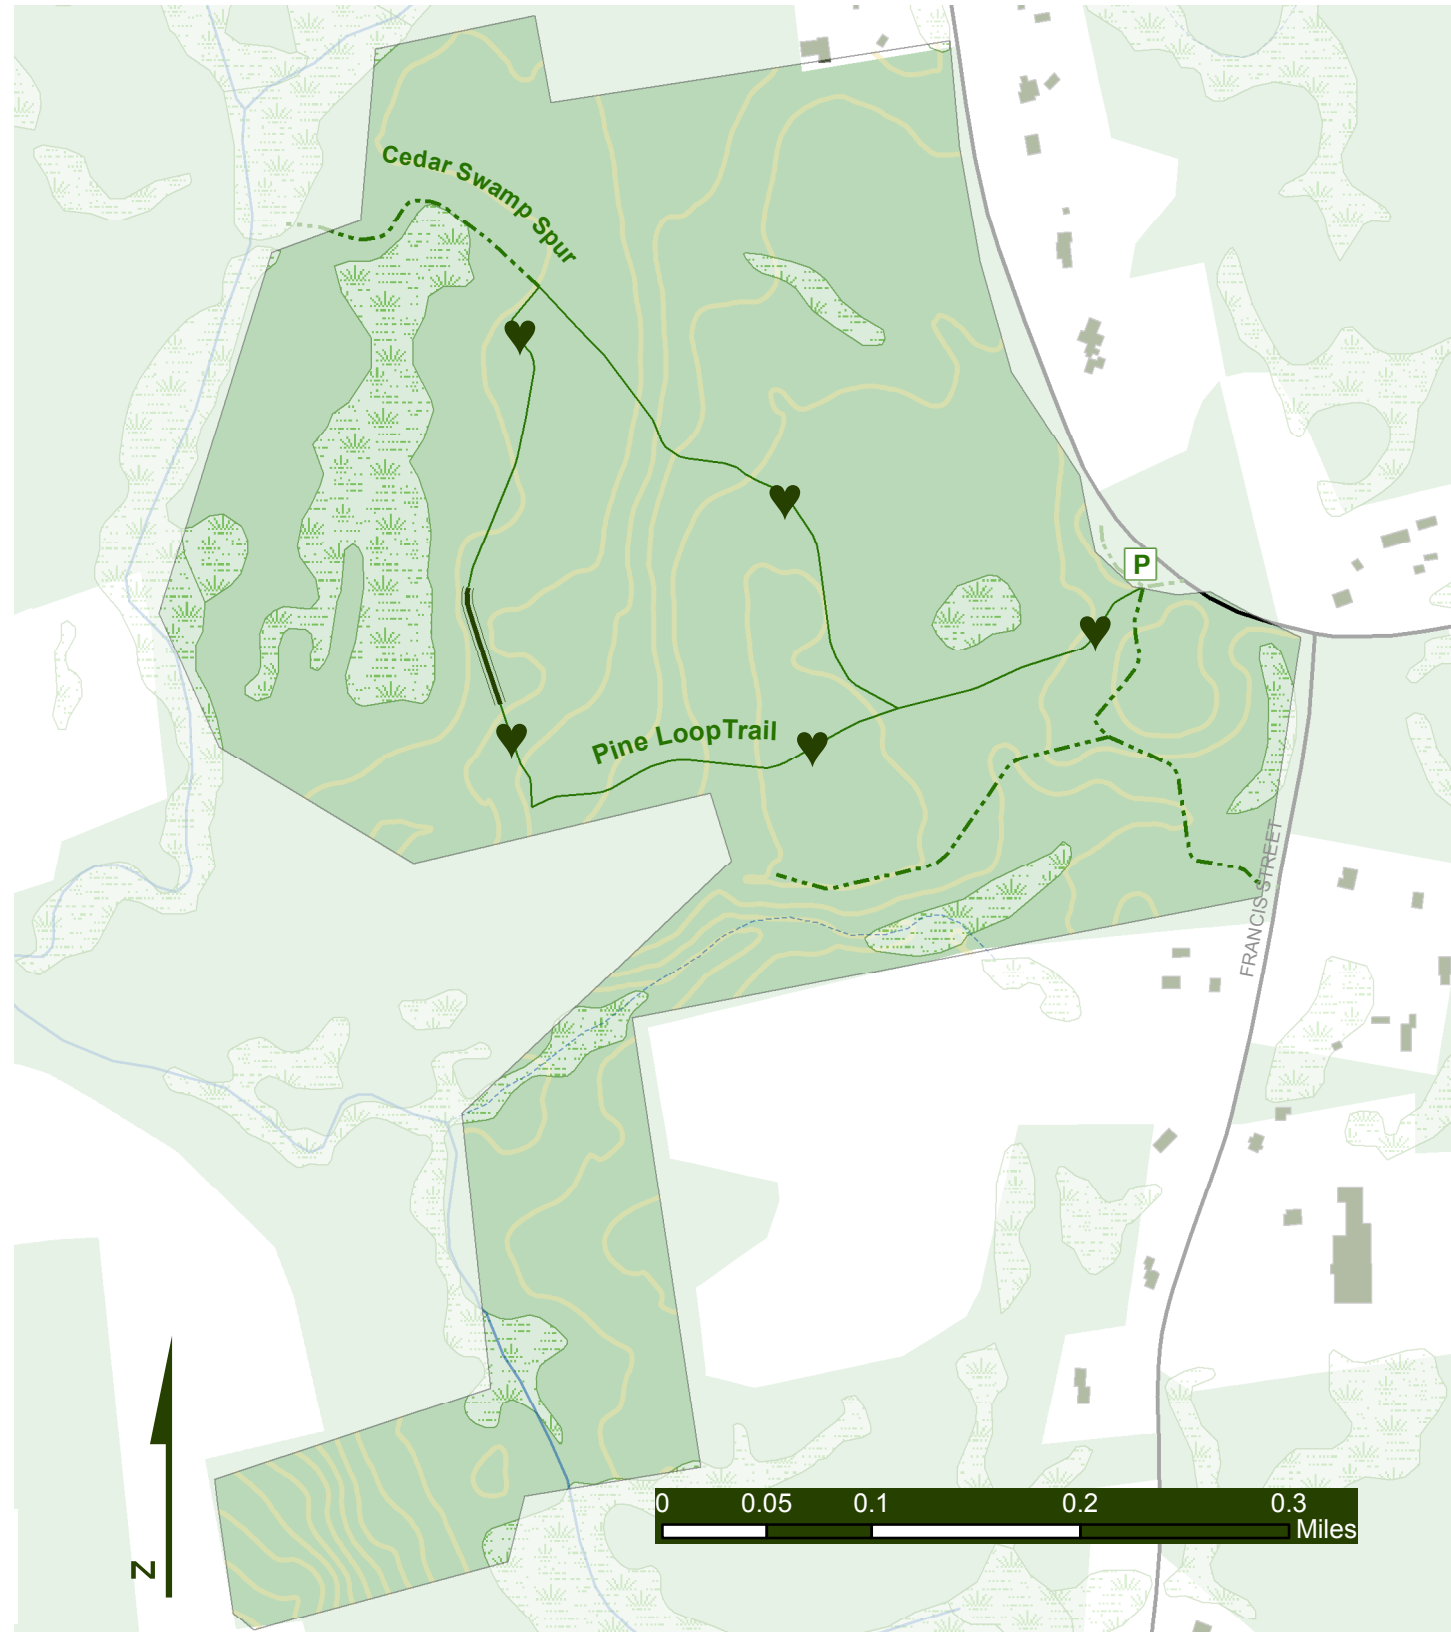 Cedar Swamp Spur
P
Pine LoopTrail
FRANCIS STREET
0 0.05 0.1 0.2 0.3
Miles
N